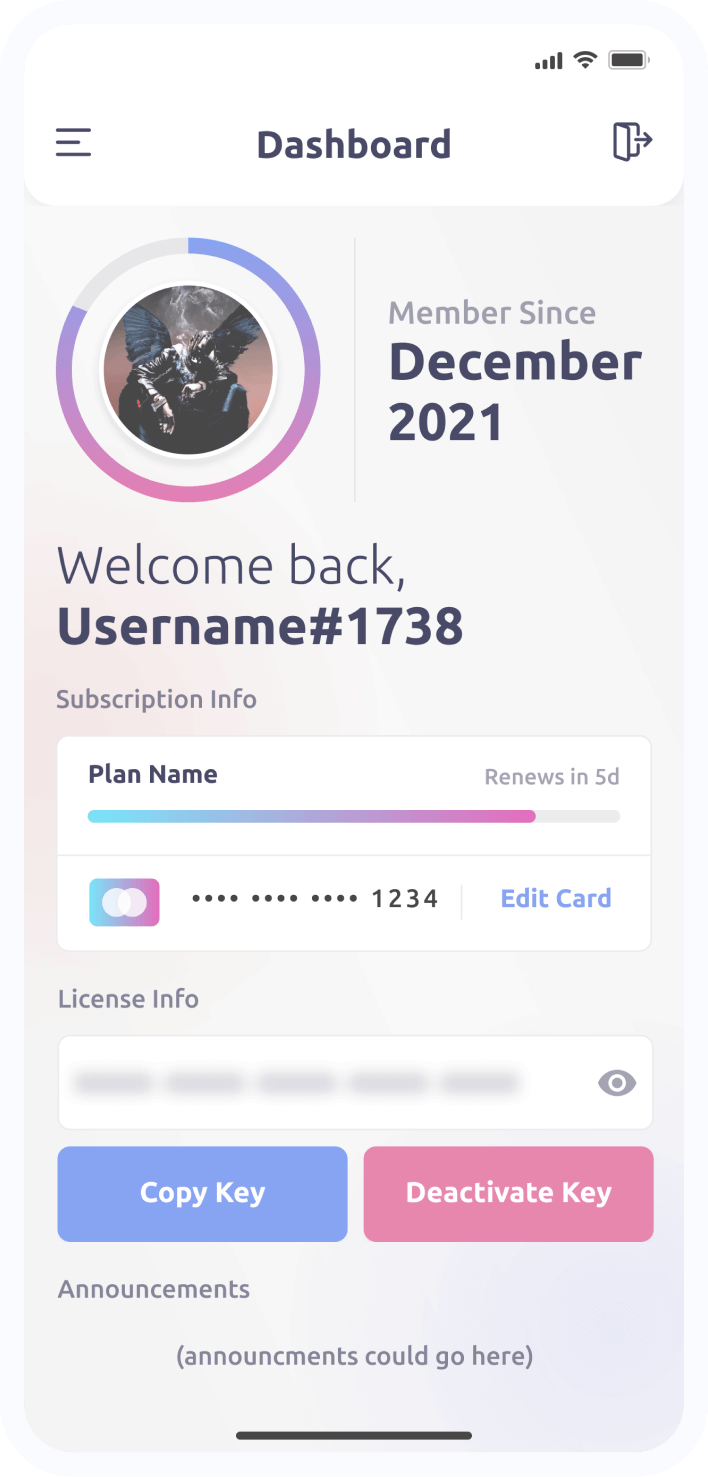 Dashboard
Member Since
December
2021
Welcome back,
Username#1738
Subscription Info
Plan Name
Renews in 5d
•••• •••• •••• 1234
Edit Card
License Info
Copy Key
Deactivate Key
Announcements
(announcments could go here)